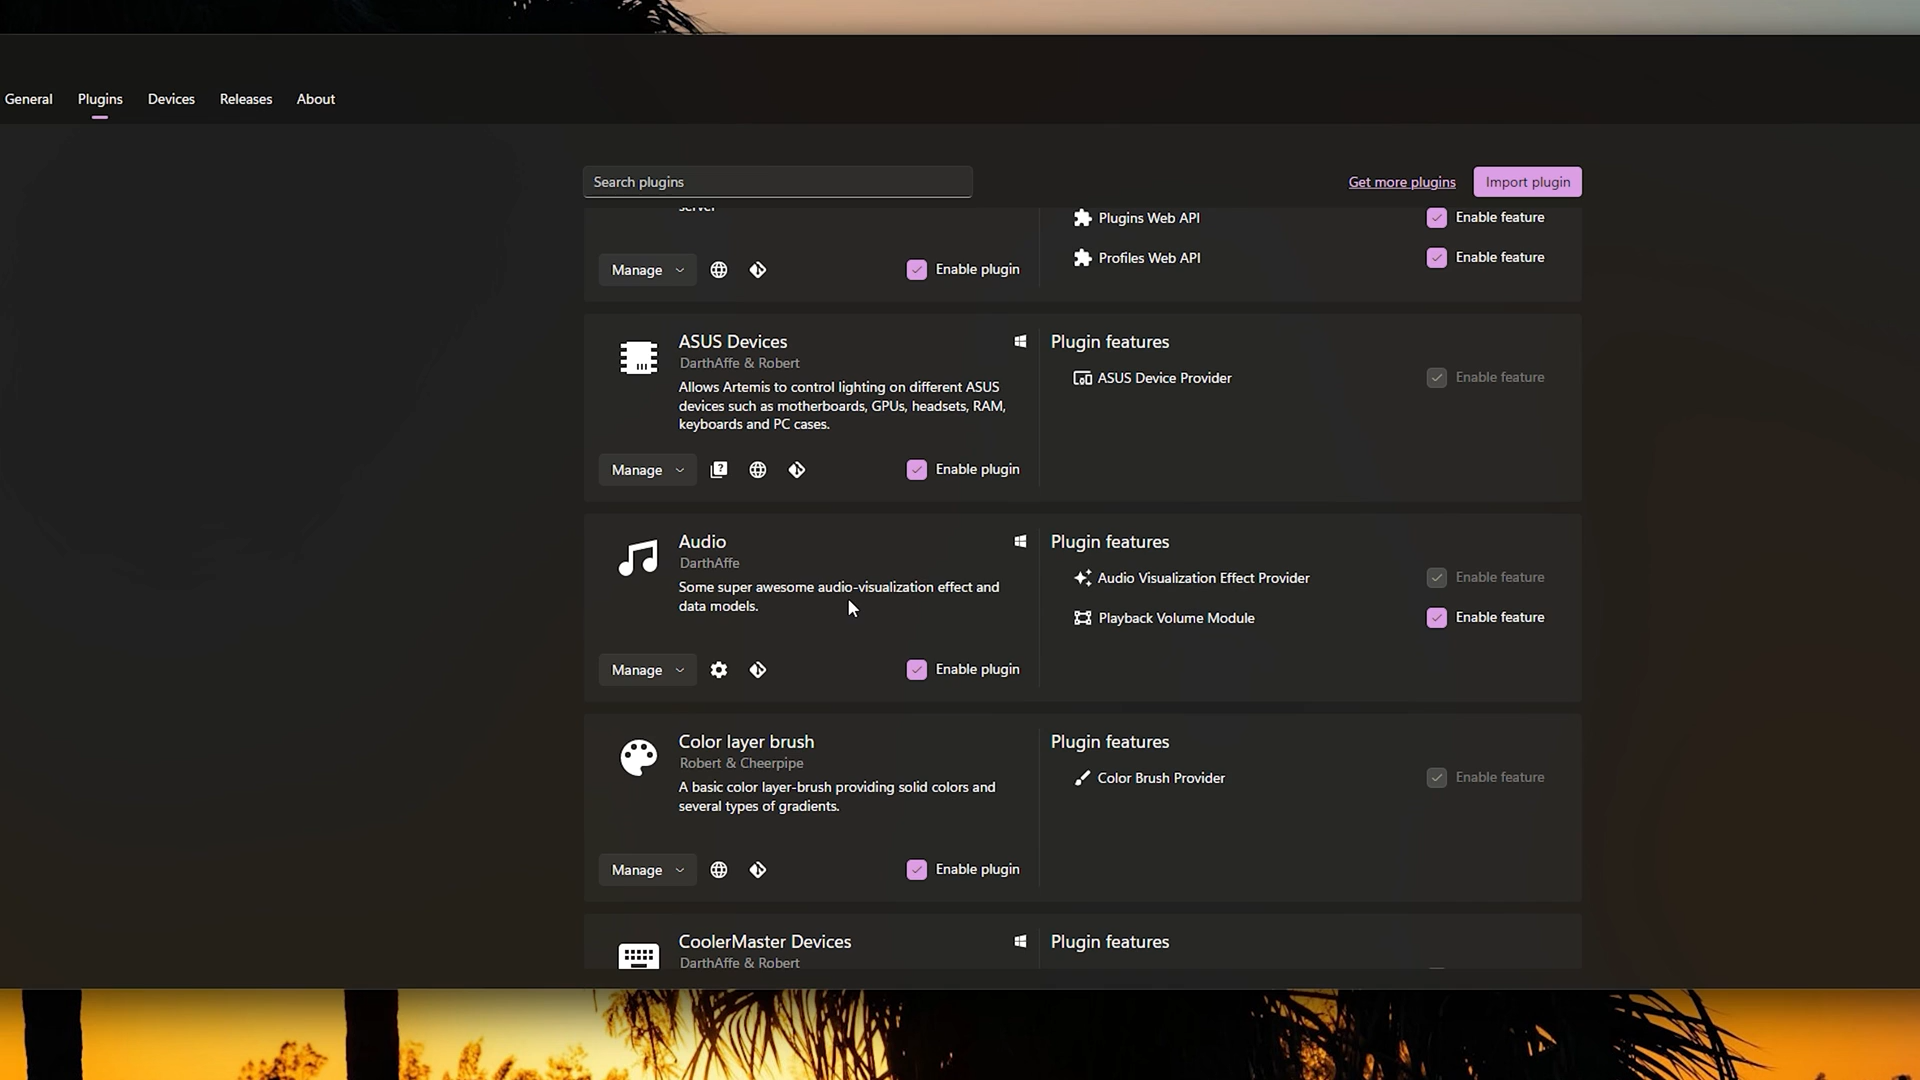 General Plugins Devices Releases About
Search plugins
Get more plugins
Import plugin
server
Plugins Web API
Enable feature
Profiles Web API
Enable feature
Manage
Enable plugin
ASUS Devices
DarthAffe & Robert
Allows Artemis to control lighting on different ASUS
devices such as motherboards, GPUs, headsets, RAM,
keyboards and PC cases.
Manage
Enable plugin
Plugin features
ASUS Device Provider
Enable feature
Audio
DarthAffe
Some super awesome audio-visualization effect and
data models.
Manage
Enable plugin
Plugin features
Audio Visualization Effect Provider
Enable feature
Playback Volume Module
Enable feature
Color layer brush
Robert & Cheerpipe
A basic color layer-brush providing solid colors and
several types of gradients.
Manage
Enable plugin
Plugin features
Color Brush Provider
Enable feature
CoolerMaster Devices
DarthAffe & Robert
Plugin features